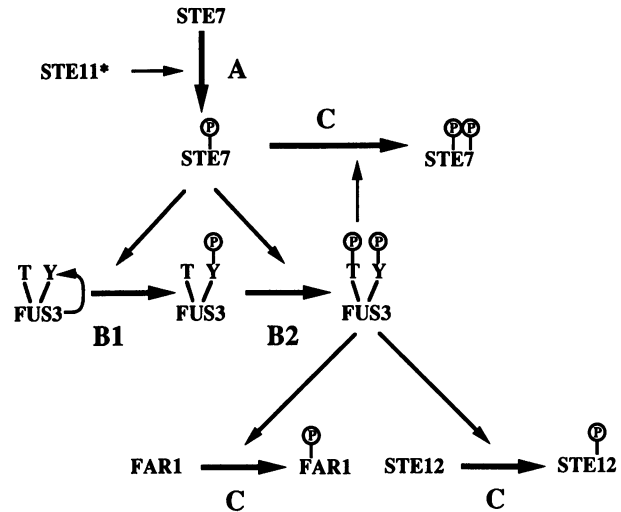 STE7
STE11* A
P C P P
STE7 STE7
P P P
T Y T Y T Y
FUS3 FUS3 FUS3
B1 B2
P P
FAR1 FAR1 STE12 STE12
C C